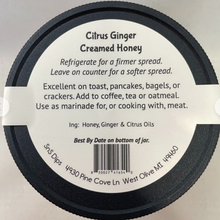 Citrus Ginger
Creamed Honey
Refrigerate for a firmer spread.
Leave on counter for a softer spread.
Excellent on toast, pancakes, bagels, or
crackers. Add to coffee, tea or oatmeal.
Use as marinade for, or cooking with, meat.
Ing: Honey, Ginger & Citrus Oils
Best By Date on bottom of jar.
SnS Dips 4930 Pine Cove Ln West Olive MI 49460